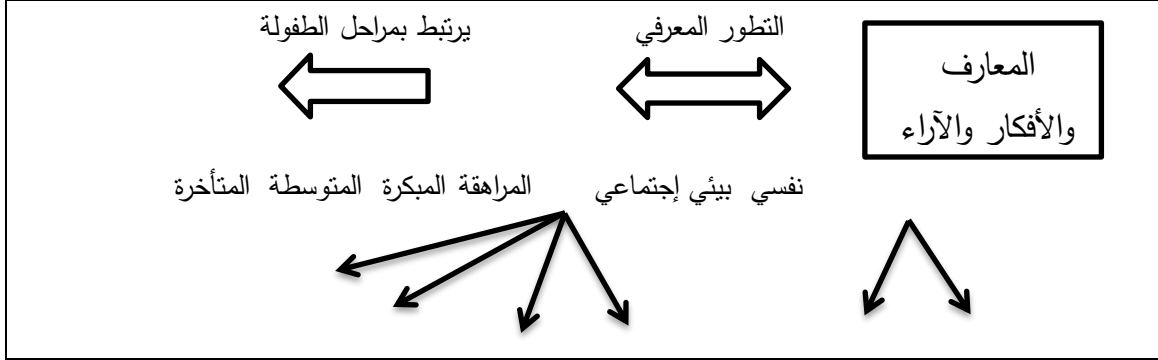 المعارف
والأفكار والآراء
التطور المعرفي
يرتبط بمراحل الطفولة
نفسي بيئي إجتماعي
المراهقة المبكرة المتوسطة المتأخرة